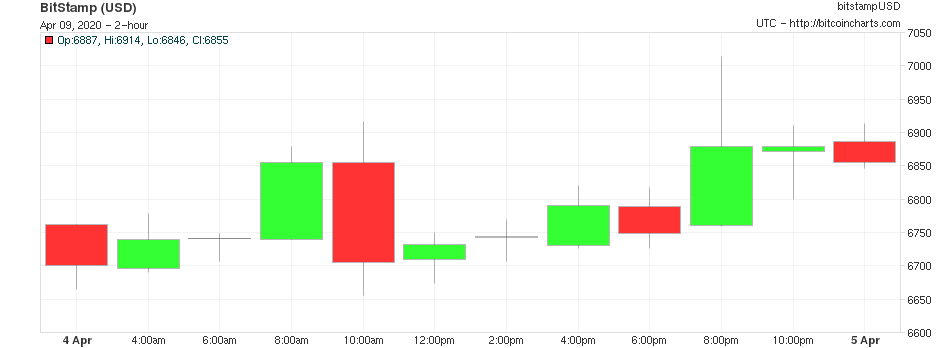 BitStamp (USD)
bitstampUSD
Apr 09, 2020 - 2-hour
UTC - http://bitcoincharts.com
Op:6887, Hi:6914, Lo:6846, Cl:6855
7050
7000
6950
6900
6850
6800
6750
6700
6650
6600
4 Apr 4:00am 6:00am 8:00am 10:00am 12:00pm 2:00pm 4:00pm 6:00pm 8:00pm 10:00pm 5 Apr